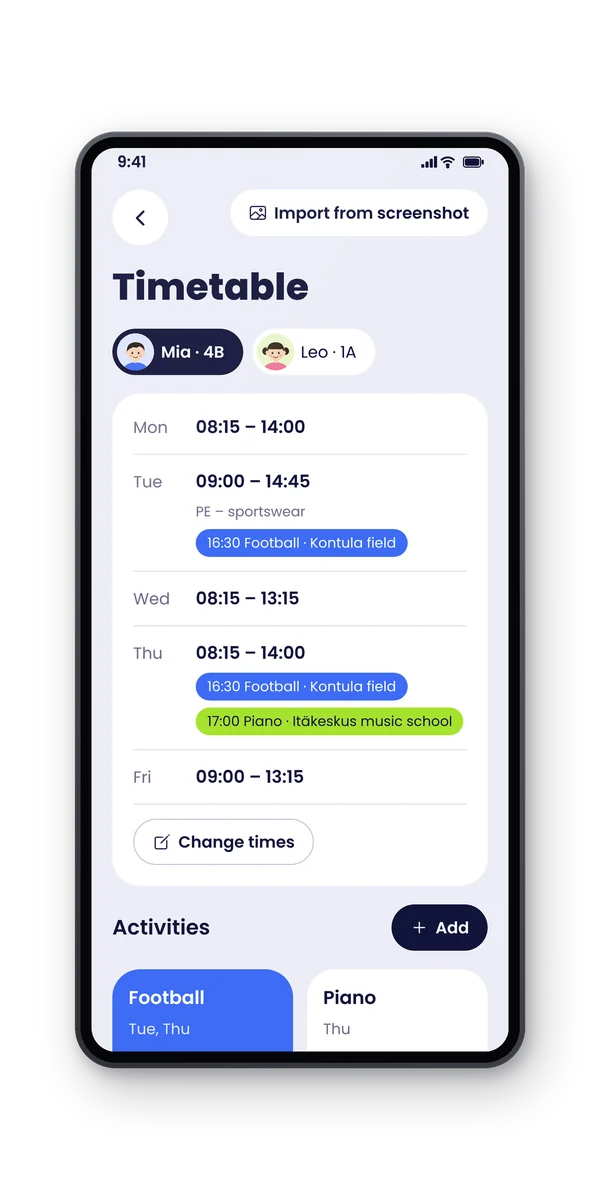 9:41
Import from screenshot
Timetable
Mia · 4B
Leo · 1A
Mon 08:15 – 14:00
Tue 09:00 – 14:45
PE – sportswear
16:30 Football · Kontula field
Wed 08:15 – 13:15
Thu 08:15 – 14:00
16:30 Football · Kontula field
17:00 Piano · Itäkeskus music school
Fri 09:00 – 13:15
Change times
Activities
+ Add
Football
Tue, Thu
Piano
Thu